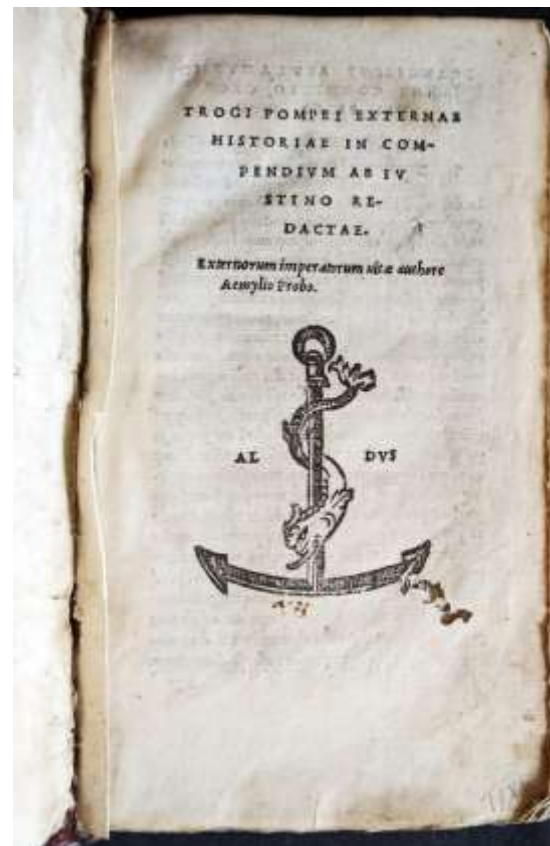 TROGI POMPEI EXTERNAE
HISTORIAE IN COM-
PENDIVM AB IV
STINO RE-
DACTAE.
Externorum imperatorum uitæ authore
Aemylio Probo.
AL DVS